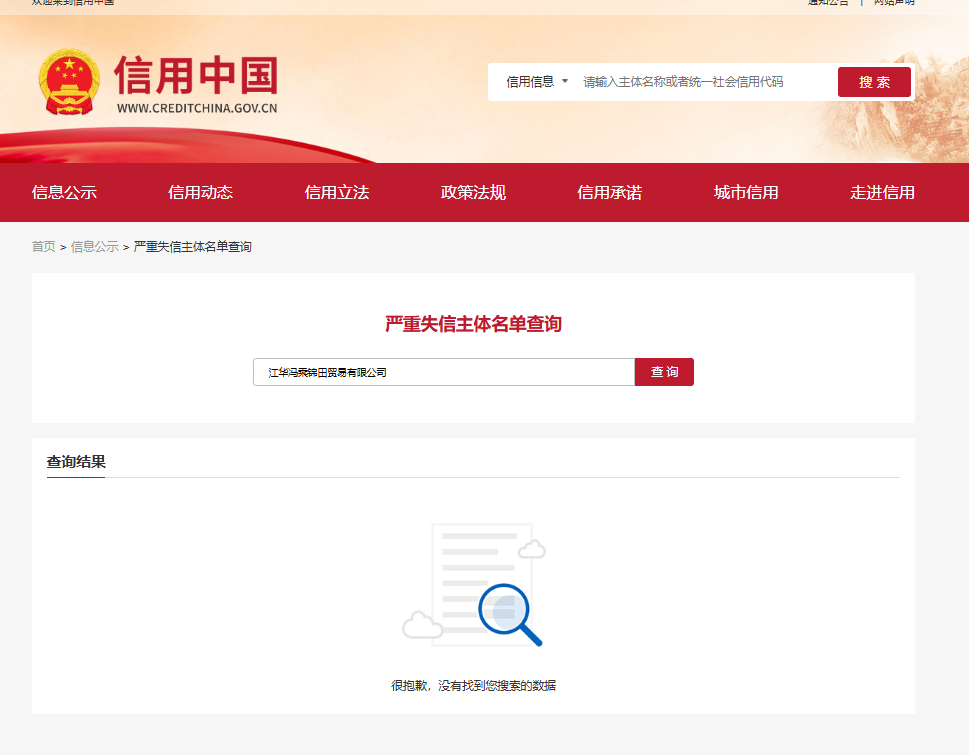 欢迎来到信用中国
通知公告 | 网站声明
信用中国
WWW.CREDITCHINA.GOV.CN
信用信息 请输入主体名称或者统一社会信用代码 搜 索
信息公示 信用动态 信用立法 政策法规 信用承诺 城市信用 走进信用
首页 > 信息公示 > 严重失信主体名单查询
严重失信主体名单查询
江华冯乘锦田贸易有限公司 查 询
查询结果
很抱歉，没有找到您搜索的数据